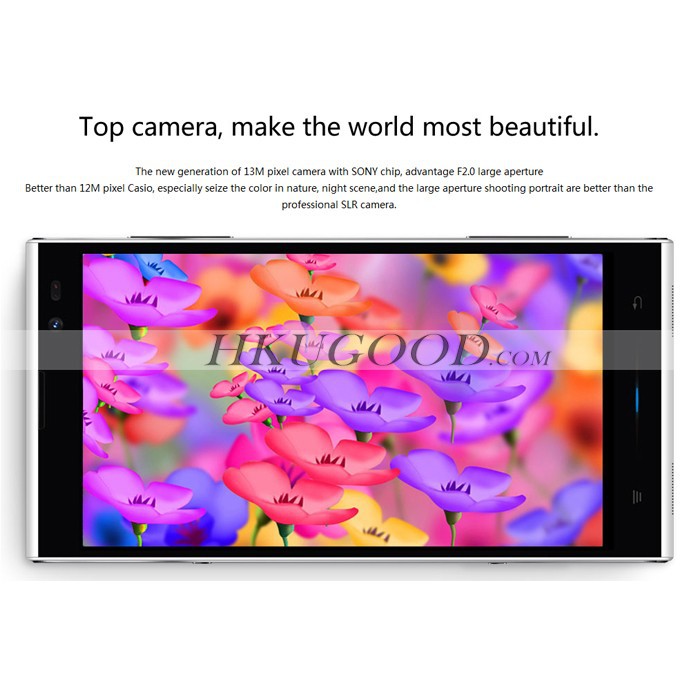 Top camera, make the world most beautiful.
The new generation of 13M pixel camera with SONY chip, advantage F2.0 large aperture
Better than 12M pixel Casio, especially seize the color in nature, night scene,and the large aperture shooting portrait are better than the
professional SLR camera.
HKUGOOD.COM